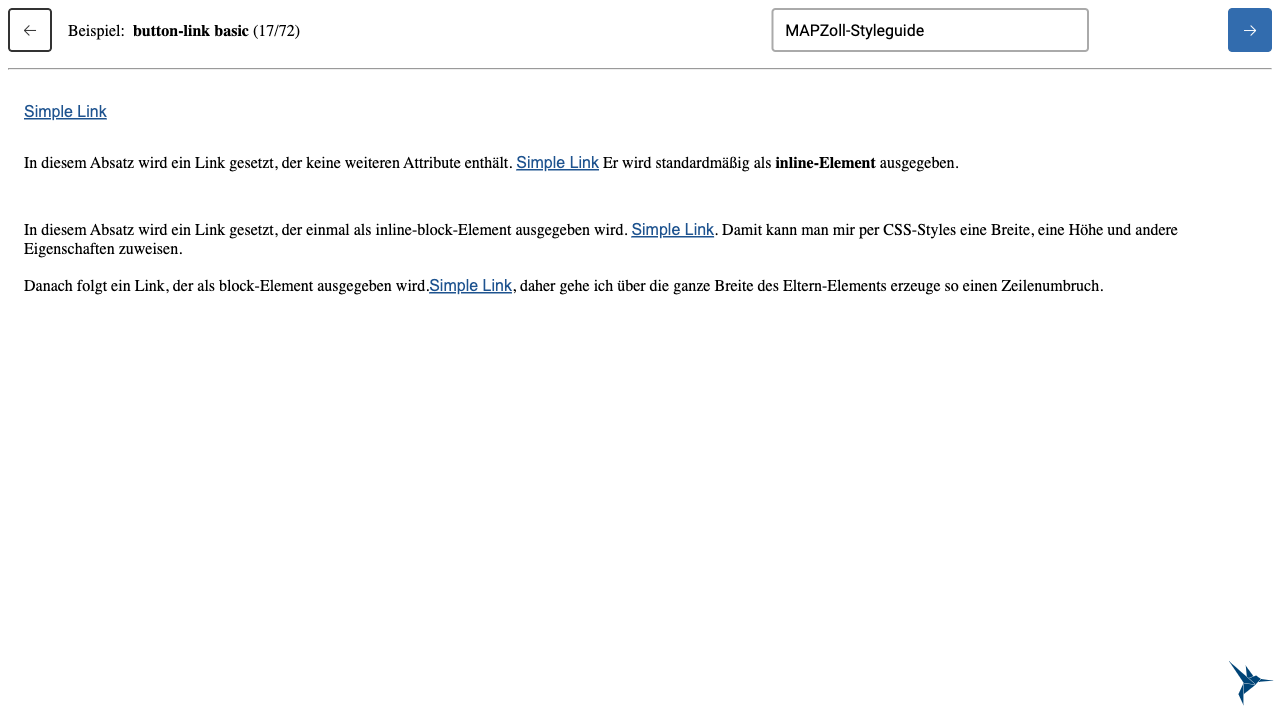 Beispiel: button-link basic (17/72)
MAPZoll-Styleguide
Simple Link
In diesem Absatz wird ein Link gesetzt, der keine weiteren Attribute enthält. Simple Link Er wird standardmäßig als inline-Element ausgegeben.
In diesem Absatz wird ein Link gesetzt, der einmal als inline-block-Element ausgegeben wird. Simple Link. Damit kann man mir per CSS-Styles eine Breite, eine Höhe und andere
Eigenschaften zuweisen.
Danach folgt ein Link, der als block-Element ausgegeben wird.Simple Link, daher gehe ich über die ganze Breite des Eltern-Elements erzeuge so einen Zeilenumbruch.